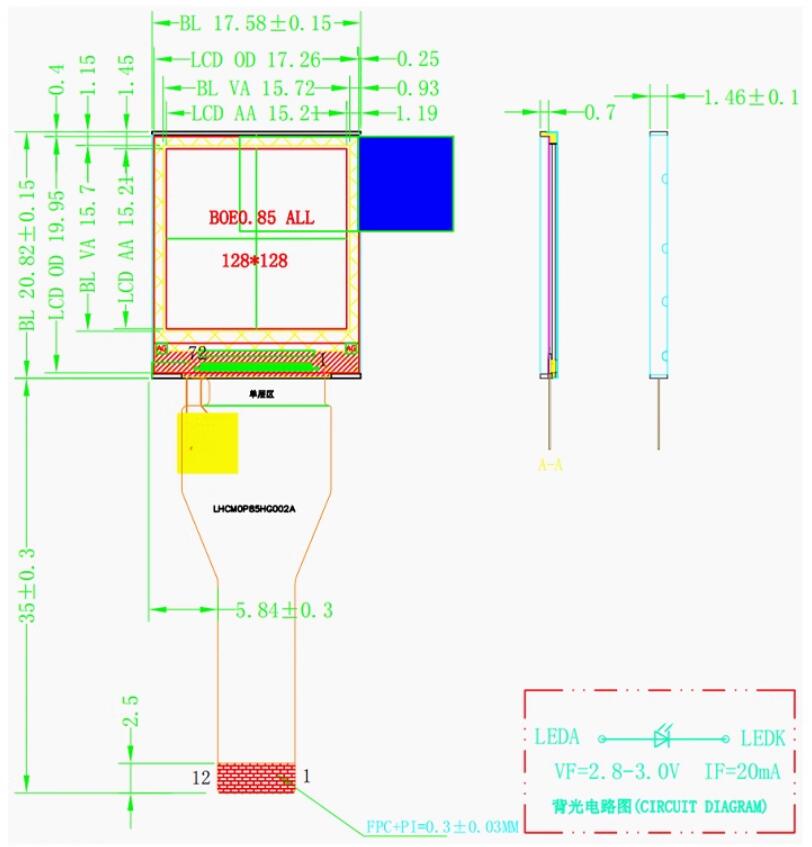 BL 17.58±0.15
LCD OD 17.26
0.25
BL VA 15.72
0.93
LCD AA 15.21
1.19
0.4
1.15
1.45
0.7
1.46±0.1
BL 20.82±0.15
LCD OD 19.95
BL VA 15.7
LCD AA 15.21
BOE0.85 ALL
128*128
AG
AG
72
1
单层区
A-A
LHCM0P85HG002A
35±0.3
5.84±0.3
2.5
12
1
FPC+PI=0.3±0.03MM
LEDA
LEDK
VF=2.8-3.0V IF=20mA
背光电路图(CIRCUIT DIAGRAM)